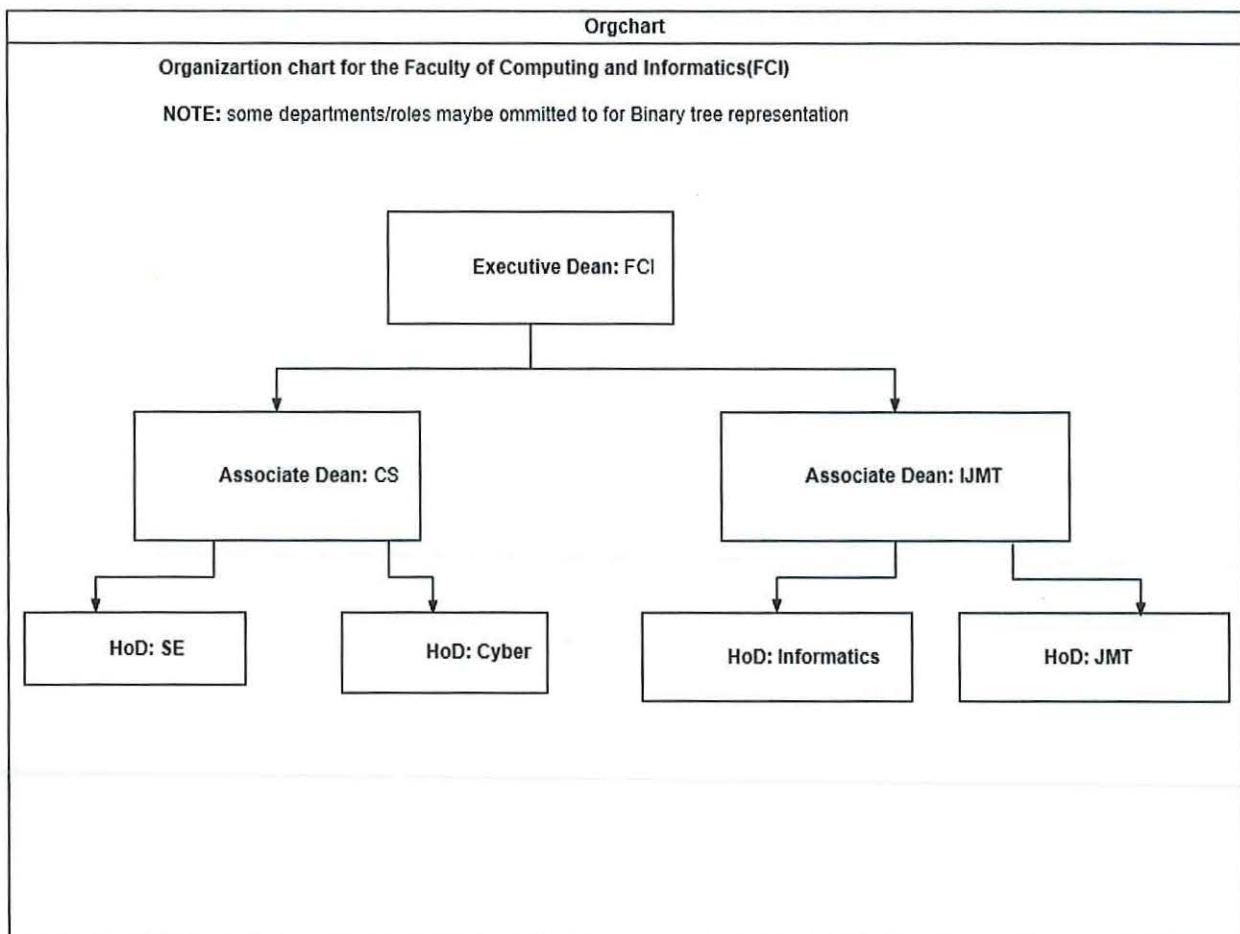 Orgchart
Organizartion chart for the Faculty of Computing and Informatics(FCI)
NOTE: some departments/roles maybe ommitted to for Binary tree representation
Executive Dean: FCI
Associate Dean: CS
Associate Dean: IJMT
HoD: SE
HoD: Cyber
HoD: Informatics
HoD: JMT